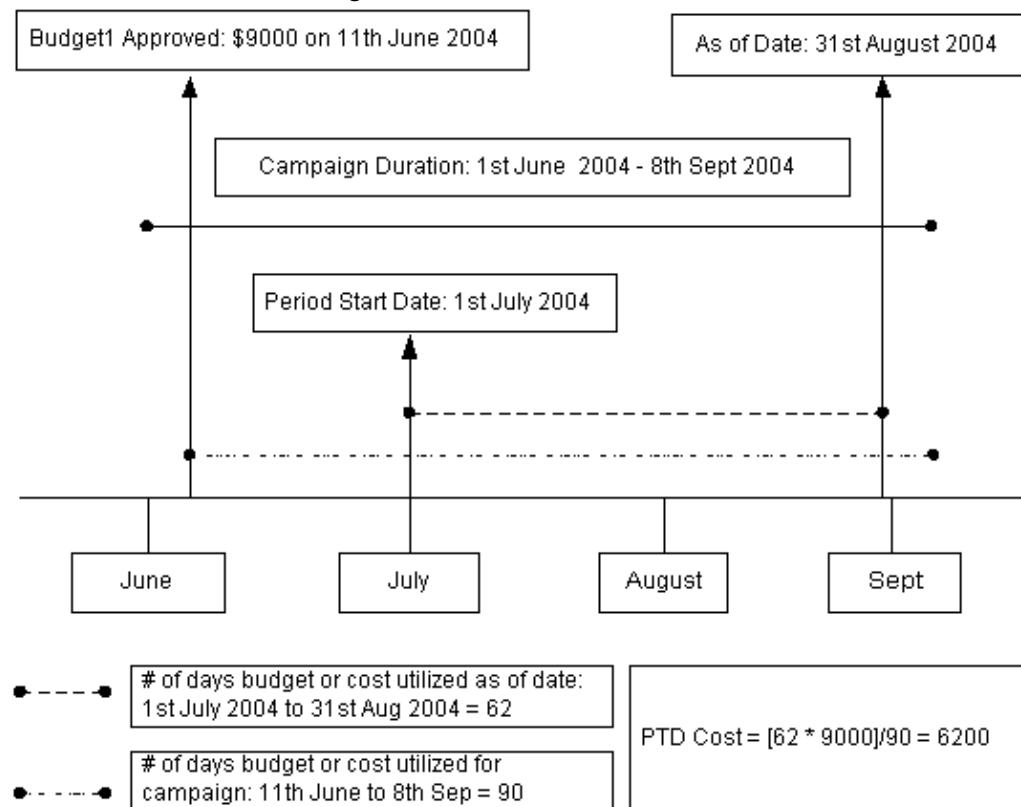 Budget1 Approved: $9000 on 11th June 2004
As of Date: 31st August 2004
Campaign Duration: 1st June 2004 - 8th Sept 2004
Period Start Date: 1st July 2004
June
July
August
Sept
# of days budget or cost utilized as of date:
1st July 2004 to 31st Aug 2004 = 62
PTD Cost = [62 * 9000]/90 = 6200
# of days budget or cost utilized for
campaign: 11th June to 8th Sep = 90